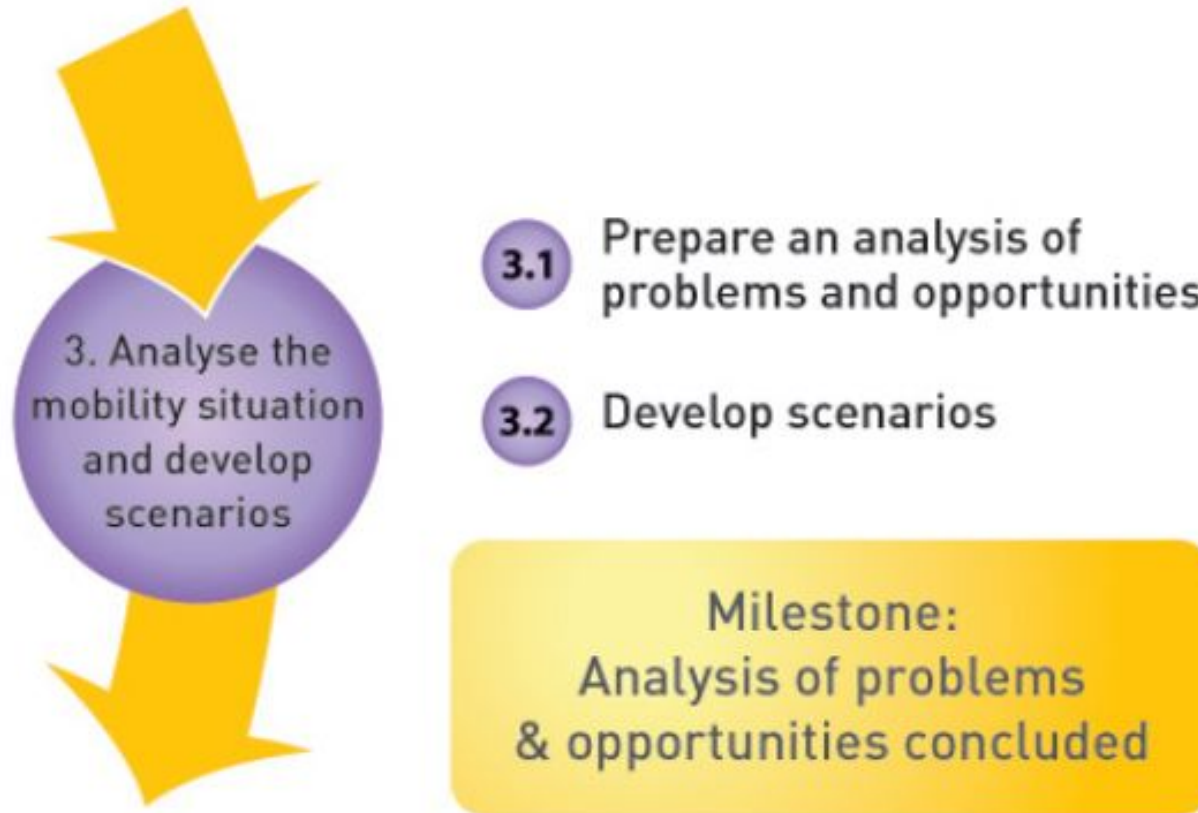 3. Analyse the
mobility situation
and develop
scenarios
3.1 Prepare an analysis of
problems and opportunities
3.2 Develop scenarios
Milestone:
Analysis of problems
& opportunities concluded